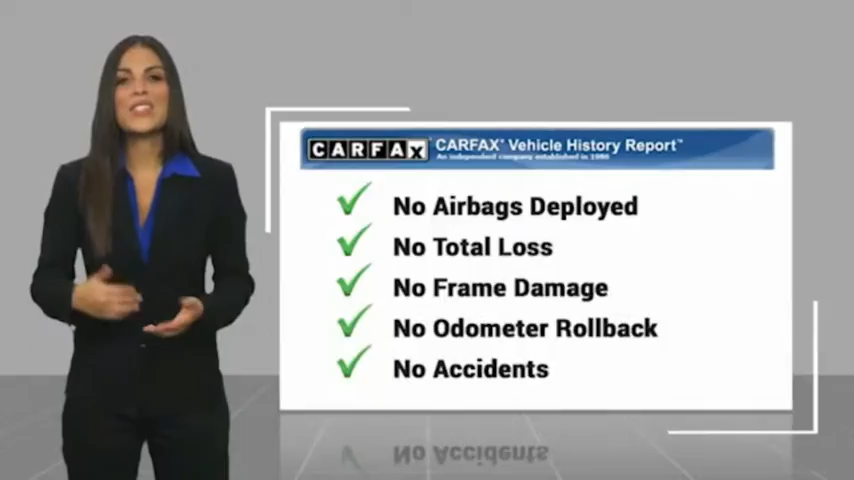 CARFAX CARFAX® Vehicle History Report™
An independent company established in 1986
No Airbags Deployed
No Total Loss
No Frame Damage
No Odometer Rollback
No Accidents
No Accidents